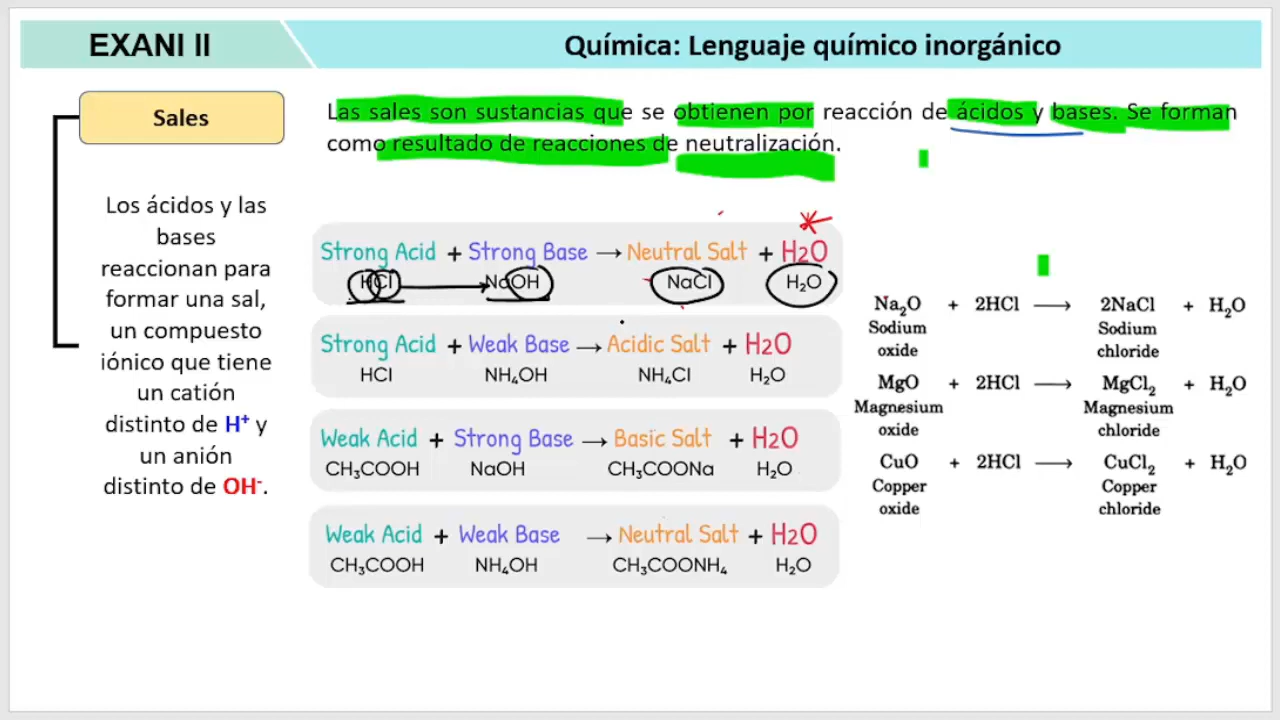 EXANI II
Química: Lenguaje químico inorgánico
Sales
Las sales son sustancias que se obtienen por reacción de ácidos y bases. Se forman
como resultado de reacciones de neutralización.
Los ácidos y las
bases
reaccionan para
formar una sal,
un compuesto
iónico que tiene
un catión
distinto de H⁺ y
un anión
distinto de OH⁻.
Strong Acid + Strong Base → Neutral Salt + H2O
HCl NaOH NaCl H₂O
Strong Acid + Weak Base → Acidic Salt + H2O
HCl NH₄OH NH₄Cl H₂O
Weak Acid + Strong Base → Basic Salt + H2O
CH₃COOH NaOH CH₃COONa H₂O
Weak Acid + Weak Base → Neutral Salt + H2O
CH₃COOH NH₄OH CH₃COONH₄ H₂O
Na₂O + 2HCl ⟶ 2NaCl + H₂O
Sodium Sodium
oxide chloride
MgO + 2HCl ⟶ MgCl₂ + H₂O
Magnesium Magnesium
oxide chloride
CuO + 2HCl ⟶ CuCl₂ + H₂O
Copper Copper
oxide chloride